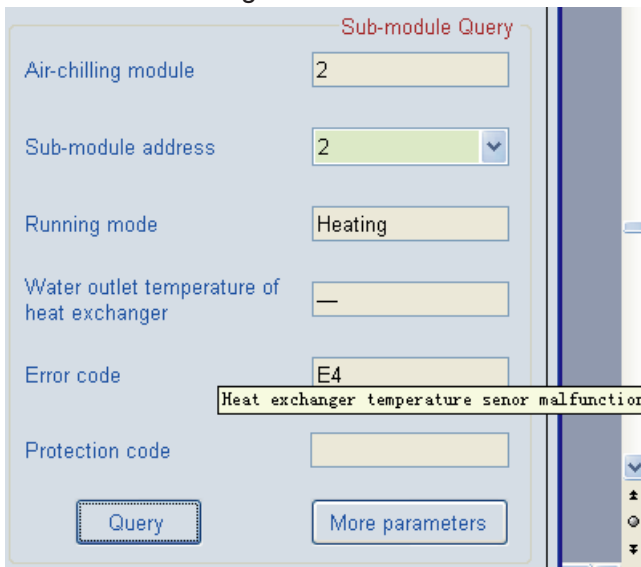 Sub-module Query
Air-chilling module 2
Sub-module address 2
Running mode Heating
Water outlet temperature of
heat exchanger —
Error code E4
Heat exchanger temperature senor malfunction
Protection code
Query More parameters